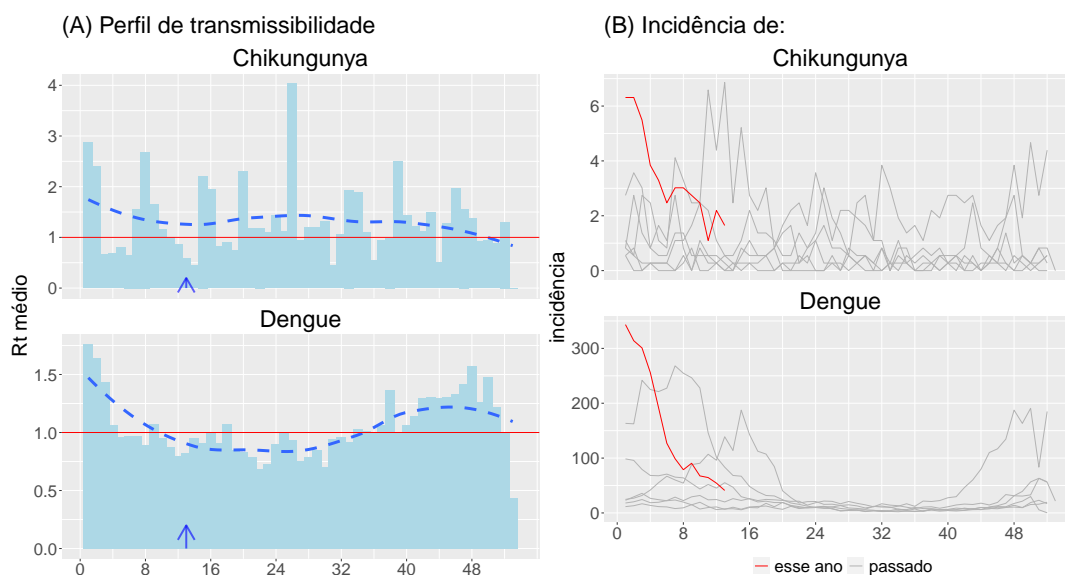 (A) Perfil de transmissibilidade
Chikungunya
4
3
2
1
0
Dengue
1.5
1.0
0.5
0.0
0 8 16 24 32 40 48
Rt médio
(B) Incidência de:
Chikungunya
6
4
2
0
Dengue
300
200
100
0
0 8 16 24 32 40 48
incidência
esse ano passado